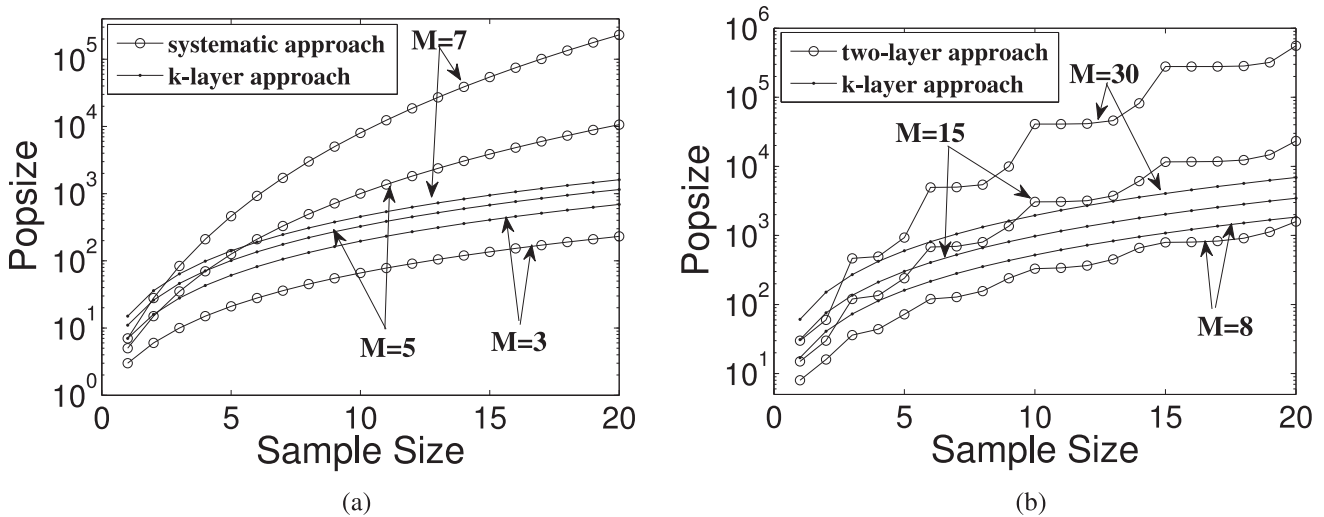 systematic approach
k-layer approach
M=7
M=5
M=3
10^5
10^4
10^3
10^2
10^1
10^0
Popsize
0 5 10 15 20
Sample Size
(a)
two-layer approach
k-layer approach
M=30
M=15
M=8
10^6
10^5
10^4
10^3
10^2
10^1
Popsize
0 5 10 15 20
Sample Size
(b)